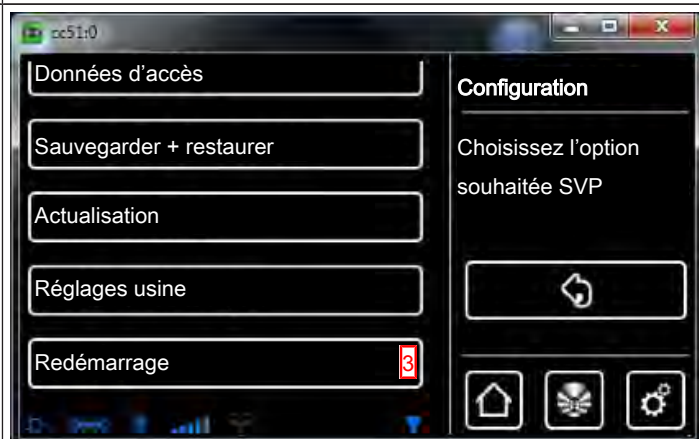 cc51:0
Données d'accès
Sauvegarder + restaurer
Actualisation
Réglages usine
Redémarrage 3
Configuration
Choisissez l'option
souhaitée SVP